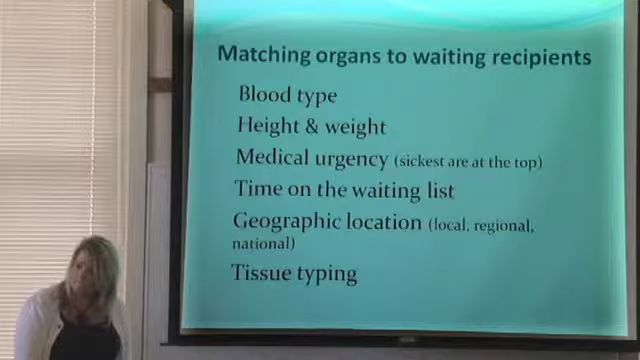 Matching organs to waiting recipients
Blood type
Height & weight
Medical urgency (sickest are at the top)
Time on the waiting list
Geographic location (local, regional,
national)
Tissue typing